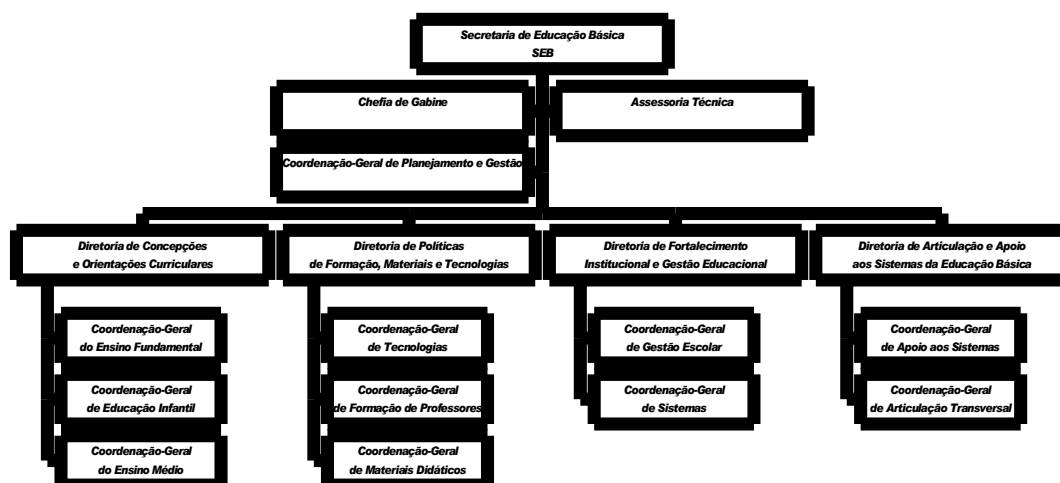 Secretaria de Educação Básica
SEB
Chefia de Gabine
Assessoria Técnica
Coordenação-Geral de Planejamento e Gestão
Diretoria de Concepções
e Orientações Curriculares
Diretoria de Políticas
de Formação, Materiais e Tecnologias
Diretoria de Fortalecimento
Institucional e Gestão Educacional
Diretoria de Articulação e Apoio
aos Sistemas da Educação Básica
Coordenação-Geral
do Ensino Fundamental
Coordenação-Geral
de Educação Infantil
Coordenação-Geral
do Ensino Médio
Coordenação-Geral
de Tecnologias
Coordenação-Geral
de Formação de Professores
Coordenação-Geral
de Materiais Didáticos
Coordenação-Geral
de Gestão Escolar
Coordenação-Geral
de Sistemas
Coordenação-Geral
de Apoio aos Sistemas
Coordenação-Geral
de Articulação Transversal